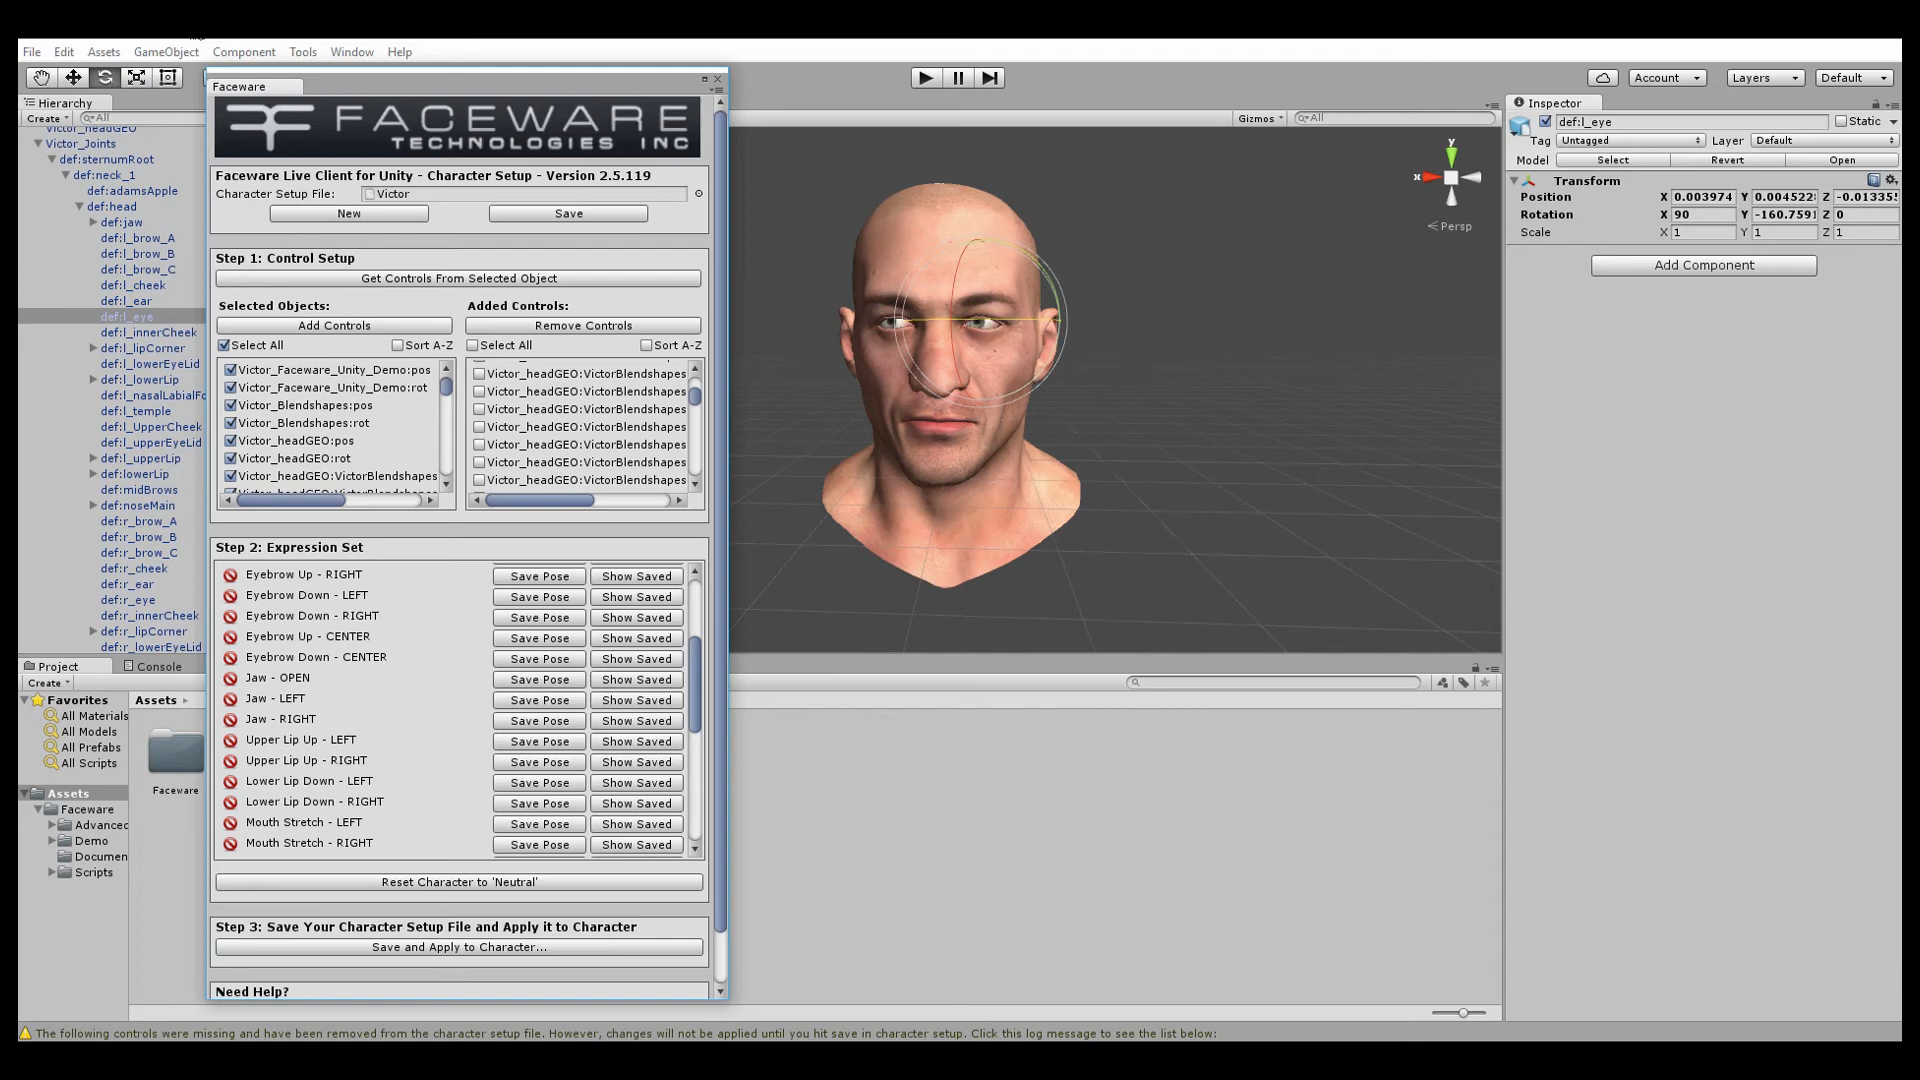 File Edit Assets GameObject Component Tools Window Help
Account Layers Default
Faceware
Hierarchy
Create All
Victor_headGEO
Victor_Joints
def:sternumRoot
def:neck_1
def:adamsApple
def:head
def:jaw
def:l_brow_A
def:l_brow_B
def:l_brow_C
def:l_cheek
def:l_ear
def:l_eye
def:l_innerCheek
def:l_lipCorner
def:l_lowerEyeLid
def:l_lowerLip
def:l_nasalLabialFo
def:l_temple
def:l_UpperCheek
def:l_upperEyeLid
def:l_upperLip
def:lowerLip
def:midBrows
def:noseMain
def:r_brow_A
def:r_brow_B
def:r_brow_C
def:r_cheek
def:r_ear
def:r_eye
def:r_innerCheek
def:r_lipCorner
def:r_lowerEyeLid
FACEWARE
TECHNOLOGIES INC
Faceware Live Client for Unity - Character Setup - Version 2.5.119
Character Setup File: Victor
New Save
Step 1: Control Setup
Get Controls From Selected Object
Selected Objects: Added Controls:
Add Controls Remove Controls
Select All Sort A-Z Select All Sort A-Z
Victor_Faceware_Unity_Demo:pos
Victor_Faceware_Unity_Demo:rot
Victor_Blendshapes:pos
Victor_Blendshapes:rot
Victor_headGEO:pos
Victor_headGEO:rot
Victor_headGEO:VictorBlendshapes
Victor_headGEO:VictorBlendshapes
Victor_headGEO:VictorBlendshapes
Victor_headGEO:VictorBlendshapes
Victor_headGEO:VictorBlendshapes
Victor_headGEO:VictorBlendshapes
Victor_headGEO:VictorBlendshapes
Victor_headGEO:VictorBlendshapes
Victor_headGEO:VictorBlendshapes
Step 2: Expression Set
Eyebrow Up - RIGHT Save Pose Show Saved
Eyebrow Down - LEFT Save Pose Show Saved
Eyebrow Down - RIGHT Save Pose Show Saved
Eyebrow Up - CENTER Save Pose Show Saved
Eyebrow Down - CENTER Save Pose Show Saved
Jaw - OPEN Save Pose Show Saved
Jaw - LEFT Save Pose Show Saved
Jaw - RIGHT Save Pose Show Saved
Upper Lip Up - LEFT Save Pose Show Saved
Upper Lip Up - RIGHT Save Pose Show Saved
Lower Lip Down - LEFT Save Pose Show Saved
Lower Lip Down - RIGHT Save Pose Show Saved
Mouth Stretch - LEFT Save Pose Show Saved
Mouth Stretch - RIGHT Save Pose Show Saved
Reset Character to 'Neutral'
Step 3: Save Your Character Setup File and Apply it to Character
Save and Apply to Character...
Need Help?
Gizmos All
y
x
Persp
Inspector
def:l_eye Static
Tag Untagged Layer Default
Model Select Revert Open
Transform
Position X 0.003974 Y 0.004522 Z -0.01335
Rotation X 90 Y -160.7591 Z 0
Scale X 1 Y 1 Z 1
Add Component
Project Console
Create
Favorites
All Materials
All Models
All Prefabs
All Scripts
Assets
Faceware
Advanced
Demo
Documen
Scripts
Assets
Faceware
The following controls were missing and have been removed from the character setup file. However, changes will not be applied until you hit save in character setup. Click this log message to see the list below: